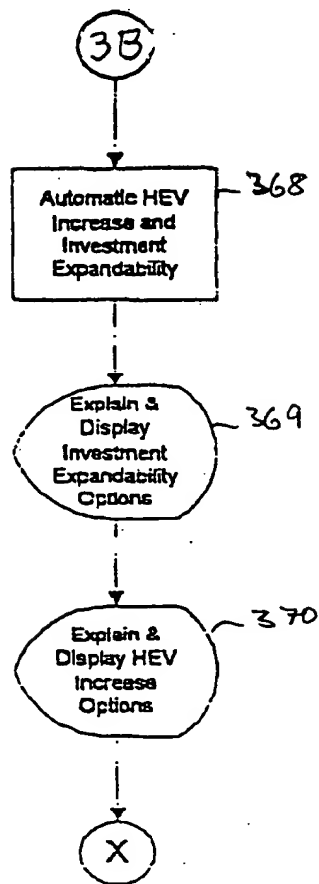 3B
Automatic HEV
Increase and
Investment
Expandability
368
Explain &
Display
Investment
Expandability
Options
369
Explain &
Display HEV
Increase
Options
370
X